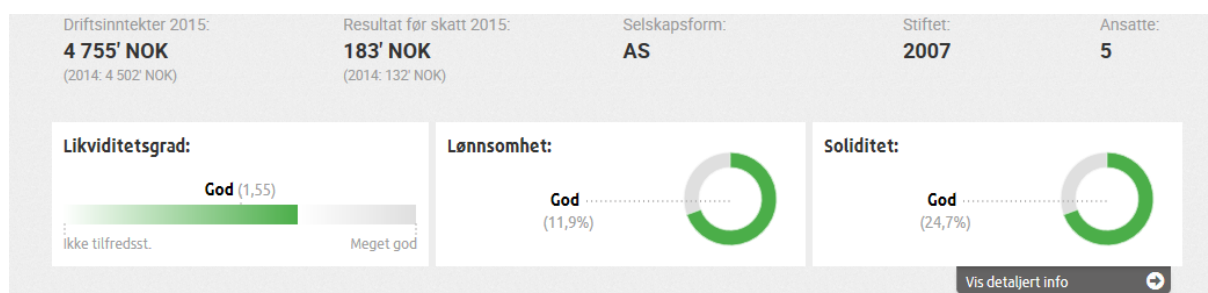 Driftsinntekter 2015:
4 755' NOK
(2014: 4 502' NOK)
Resultat før skatt 2015:
183' NOK
(2014: 132' NOK)
Selskapsform:
AS
Stiftet:
2007
Ansatte:
5
Likviditetsgrad:
God (1,55)
Ikke tilfredsst.
Meget god
Lønnsomhet:
God
(11,9%)
Soliditet:
God
(24,7%)
Vis detaljert info